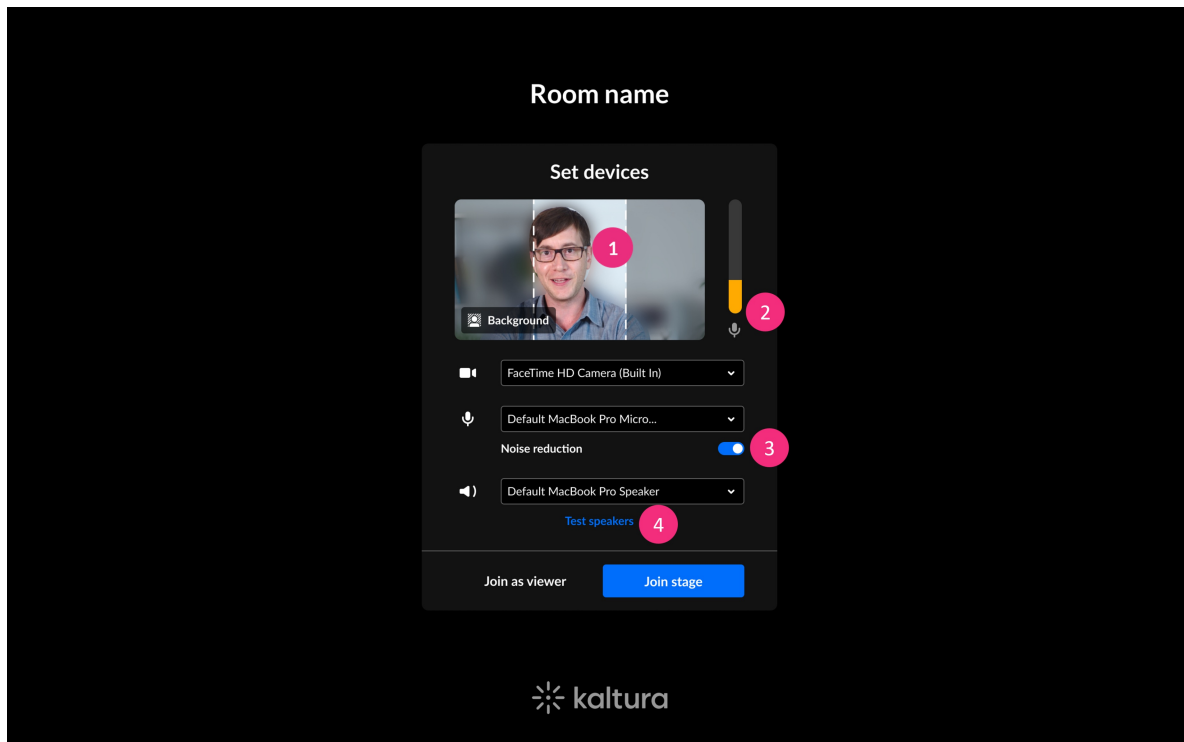 Room name
Set devices
1
Background
2
FaceTime HD Camera (Built In)
Default MacBook Pro Micro...
Noise reduction
3
Default MacBook Pro Speaker
Test speakers
4
Join as viewer
Join stage
kaltura